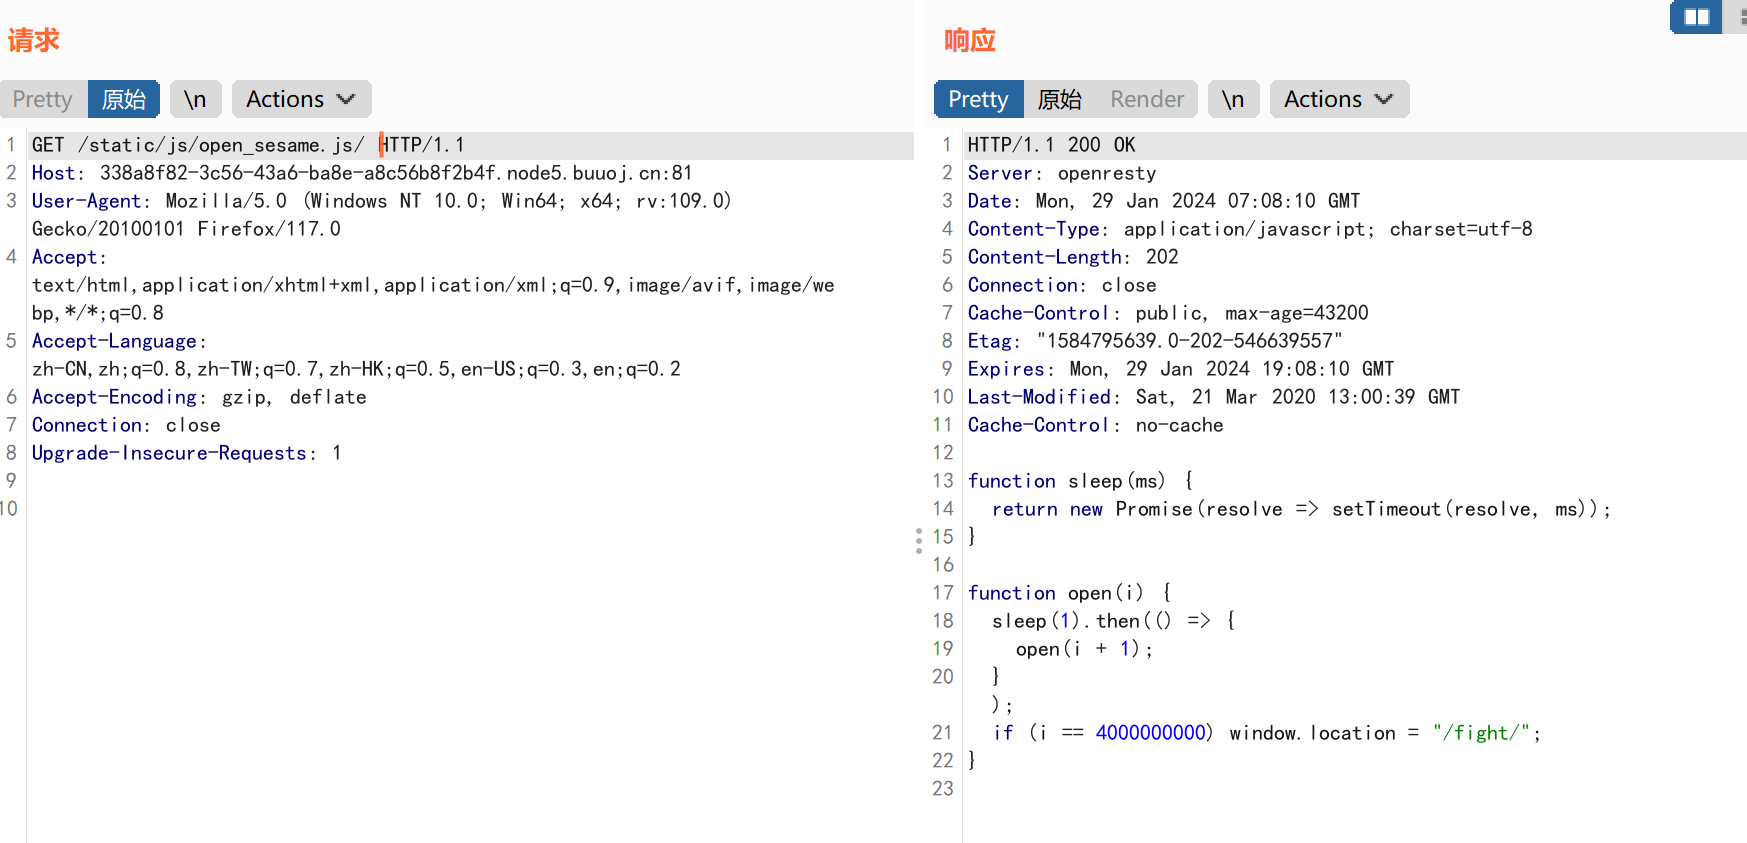 请求
Pretty 原始 \n Actions
1 GET /static/js/open_sesame.js/ HTTP/1.1
2 Host: 338a8f82-3c56-43a6-ba8e-a8c56b8f2b4f.node5.buuoj.cn:81
3 User-Agent: Mozilla/5.0 (Windows NT 10.0; Win64; x64; rv:109.0)
Gecko/20100101 Firefox/117.0
4 Accept:
text/html,application/xhtml+xml,application/xml;q=0.9,image/avif,image/we
bp,*/*;q=0.8
5 Accept-Language:
zh-CN,zh;q=0.8,zh-TW;q=0.7,zh-HK;q=0.5,en-US;q=0.3,en;q=0.2
6 Accept-Encoding: gzip, deflate
7 Connection: close
8 Upgrade-Insecure-Requests: 1
9
10
响应
Pretty 原始 Render \n Actions
1 HTTP/1.1 200 OK
2 Server: openresty
3 Date: Mon, 29 Jan 2024 07:08:10 GMT
4 Content-Type: application/javascript; charset=utf-8
5 Content-Length: 202
6 Connection: close
7 Cache-Control: public, max-age=43200
8 Etag: "1584795639.0-202-546639557"
9 Expires: Mon, 29 Jan 2024 19:08:10 GMT
10 Last-Modified: Sat, 21 Mar 2020 13:00:39 GMT
11 Cache-Control: no-cache
12
13 function sleep(ms) {
14 return new Promise(resolve => setTimeout(resolve, ms));
15 }
16
17 function open(i) {
18 sleep(1).then(() => {
19 open(i + 1);
20 }
);
21 if (i == 4000000000) window.location = "/fight/";
22 }
23